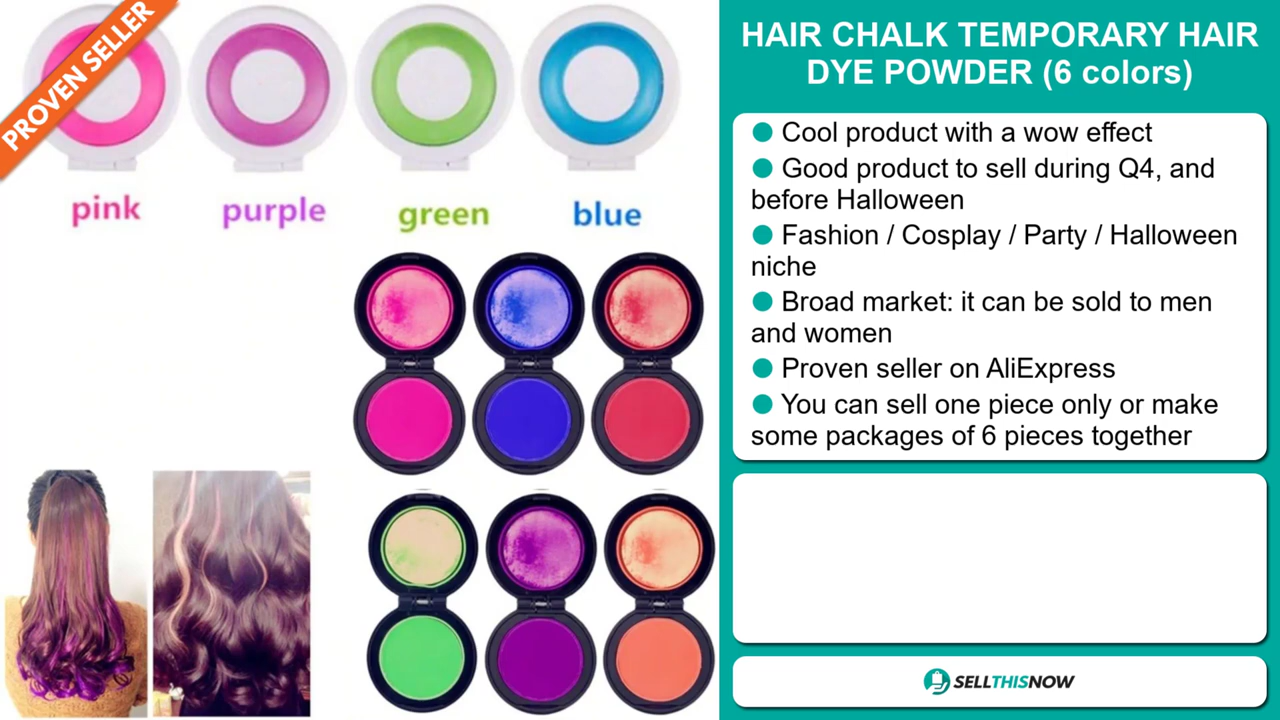 PROVEN SELLER
pink
purple
green
blue
HAIR CHALK TEMPORARY HAIR
DYE POWDER (6 colors)
● Cool product with a wow effect
● Good product to sell during Q4, and
before Halloween
● Fashion / Cosplay / Party / Halloween
niche
● Broad market: it can be sold to men
and women
● Proven seller on AliExpress
● You can sell one piece only or make
some packages of 6 pieces together
SELLTHISNOW